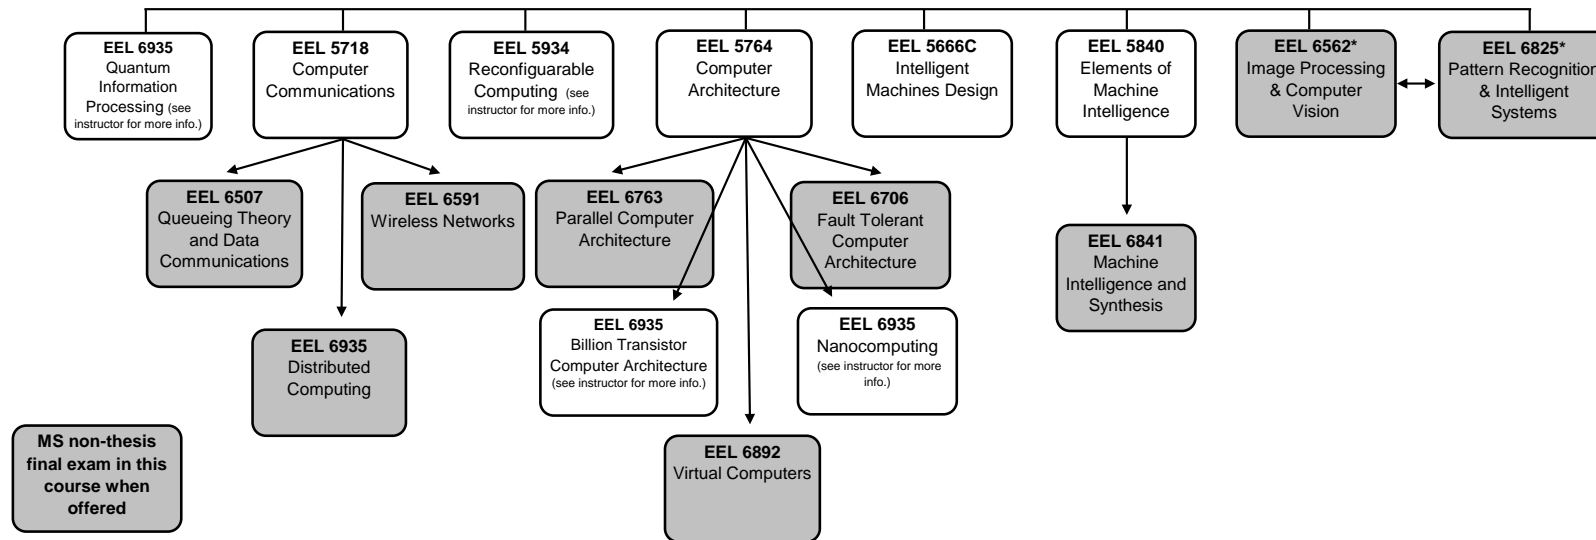 EEL 6935
Quantum
Information
Processing (see
instructor for more info.)
EEL 5718
Computer
Communications
EEL 5934
Reconfiguarable
Computing (see
instructor for more info.)
EEL 5764
Computer
Architecture
EEL 5666C
Intelligent
Machines Design
EEL 5840
Elements of
Machine
Intelligence
EEL 6562*
Image Processing
& Computer
Vision
EEL 6825*
Pattern Recognition
& Intelligent
Systems
EEL 6507
Queueing Theory
and Data
Communications
EEL 6591
Wireless Networks
EEL 6763
Parallel Computer
Architecture
EEL 6706
Fault Tolerant
Computer
Architecture
EEL 6841
Machine
Intelligence and
Synthesis
EEL 6935
Distributed
Computing
EEL 6935
Billion Transistor
Computer Architecture
(see instructor for more info.)
EEL 6935
Nanocomputing
(see instructor for more
info.)
MS non-thesis
final exam in this
course when
offered
EEL 6892
Virtual Computers